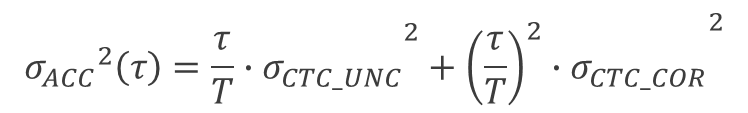 σ_ACC²(τ) = τ/T · σ_CTC_UNC² + (τ/T)² · σ_CTC_COR²